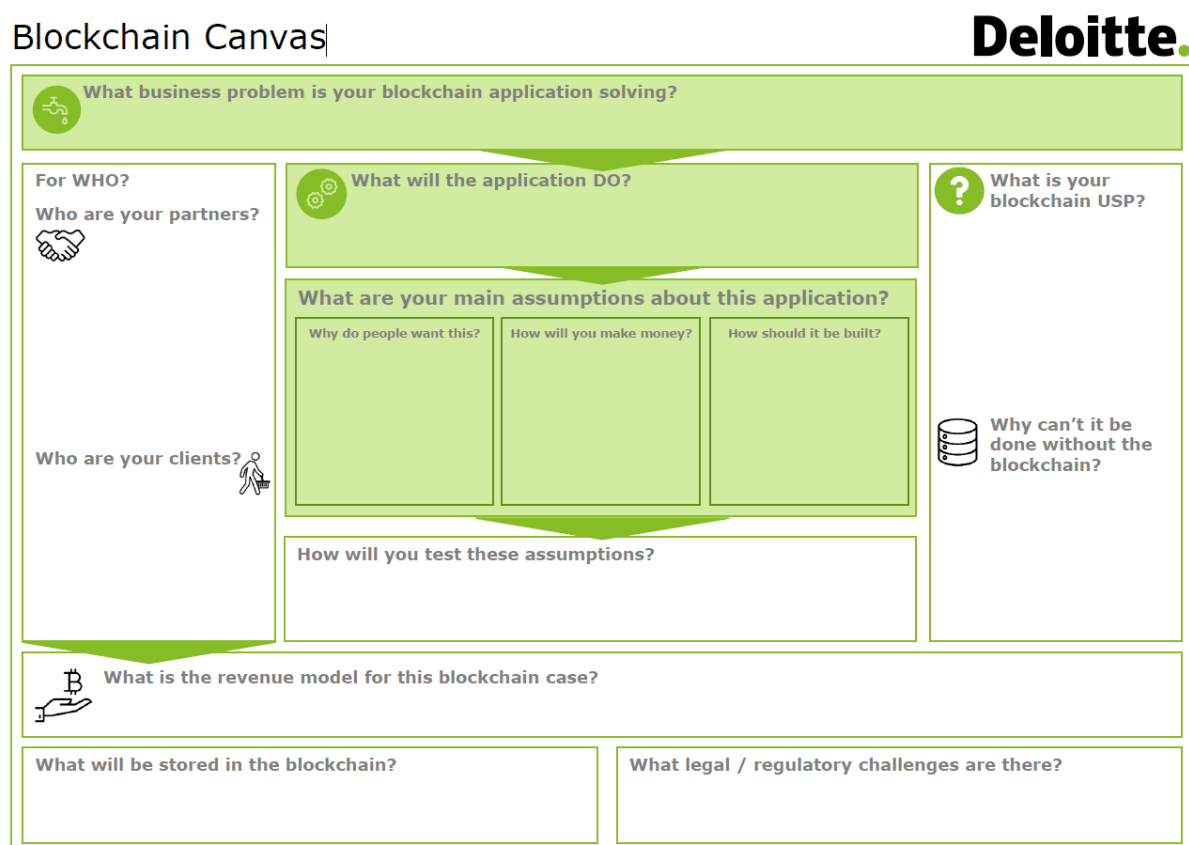 Blockchain Canvas
Deloitte.
What business problem is your blockchain application solving?
For WHO?
Who are your partners?
Who are your clients?
What will the application DO?
What are your main assumptions about this application?
Why do people want this?
How will you make money?
How should it be built?
How will you test these assumptions?
What is your
blockchain USP?
Why can’t it be
done without the
blockchain?
What is the revenue model for this blockchain case?
What will be stored in the blockchain?
What legal / regulatory challenges are there?